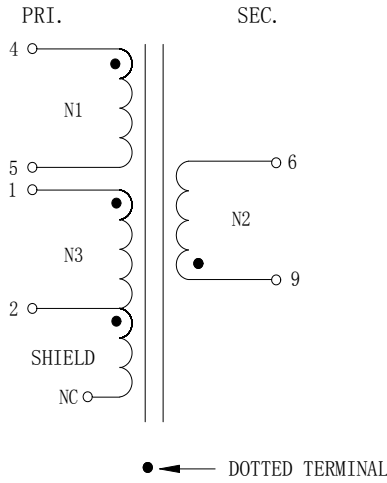 PRI. SEC.
4
N1
5
1
6
N2
N3
9
2
SHIELD
NC
DOTTED TERMINAL